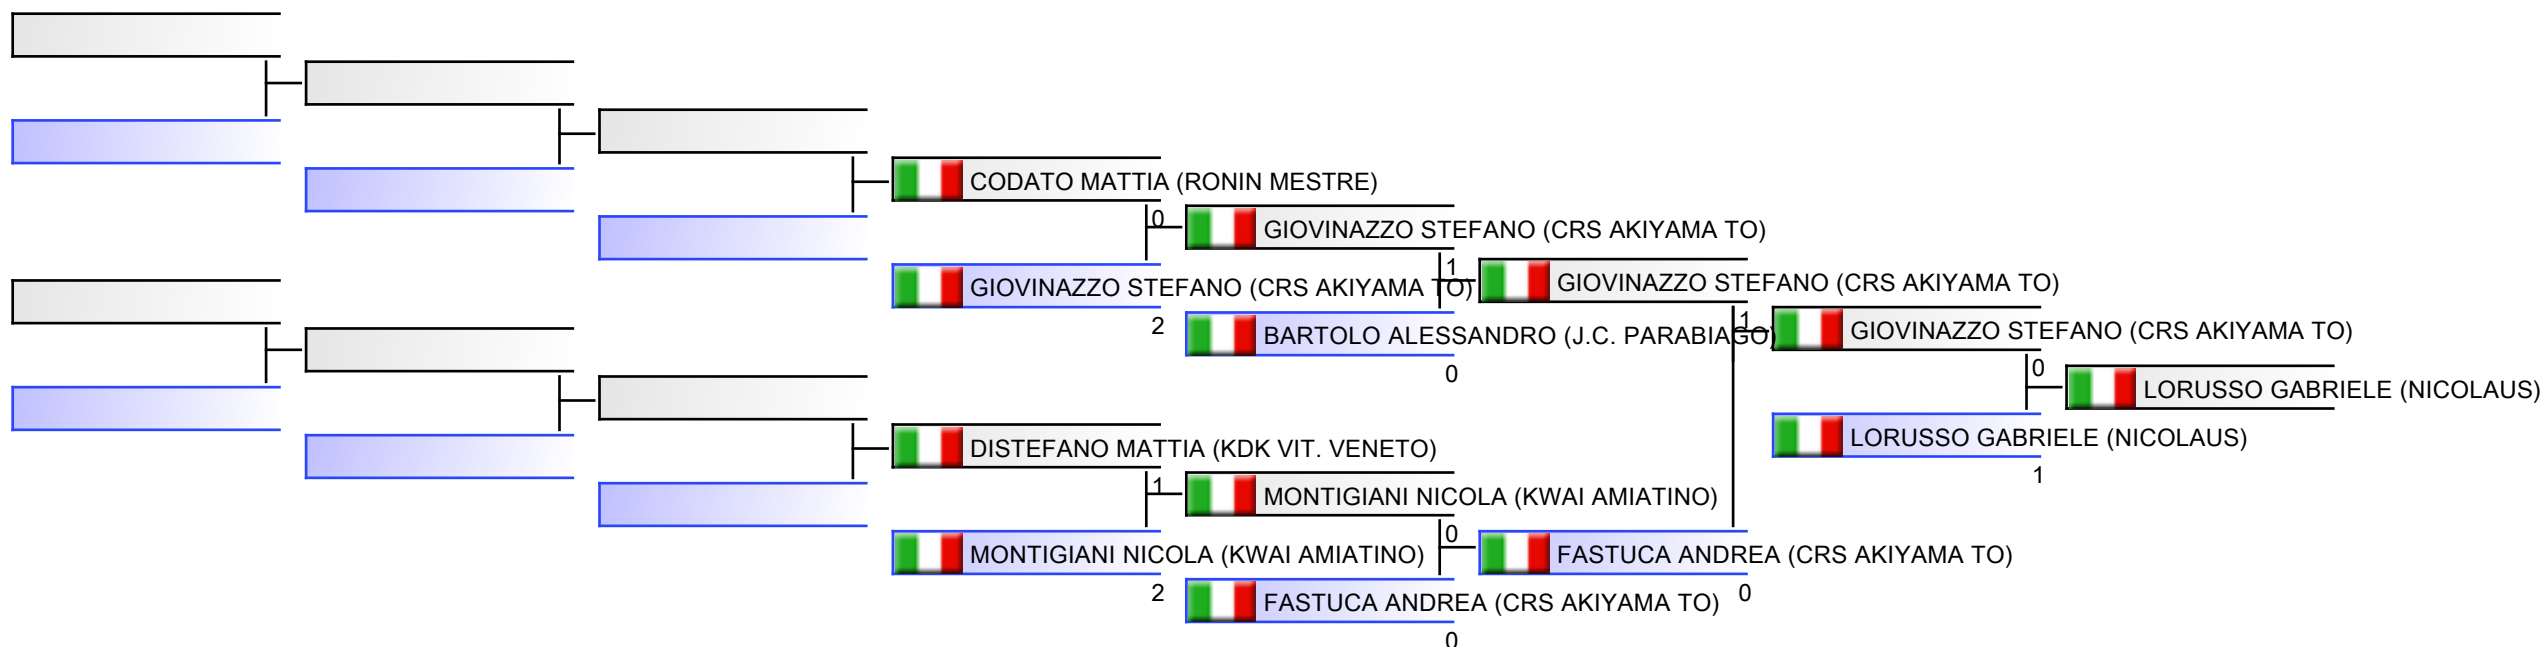 CODATO MATTIA (RONIN MESTRE)
0
GIOVINAZZO STEFANO (CRS AKIYAMA TO)
GIOVINAZZO STEFANO (CRS AKIYAMA TO)
2
1
BARTOLO ALESSANDRO (J.C. PARABIAGO)
0
GIOVINAZZO STEFANO (CRS AKIYAMA TO)
1
GIOVINAZZO STEFANO (CRS AKIYAMA TO)
0
LORUSSO GABRIELE (NICOLAUS)
LORUSSO GABRIELE (NICOLAUS)
1
DISTEFANO MATTIA (KDK VIT. VENETO)
1
MONTIGIANI NICOLA (KWAI AMIATINO)
MONTIGIANI NICOLA (KWAI AMIATINO)
2
0
FASTUCA ANDREA (CRS AKIYAMA TO)
0
FASTUCA ANDREA (CRS AKIYAMA TO)
0